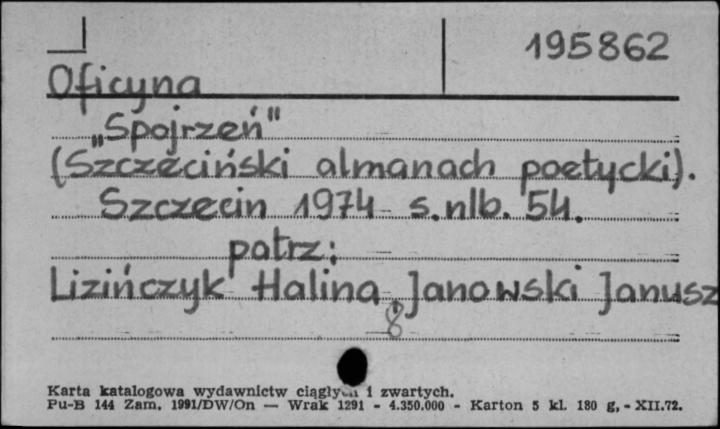 195862
Oficyna
„Spojrzeń"
(Szczeciński almanach poetycki).
Szczecin 1974 s. nlb. 54.
patrz:
Lizińczyk Halina, Janowski Janusz
8
Karta katalogowa wydawnictw ciągłych i zwartych.
Pu-B 144 Zam. 1991/DW/On — Wrak 1291 - 4.350.000 - Karton 5 kl. 180 g, - XII.72.